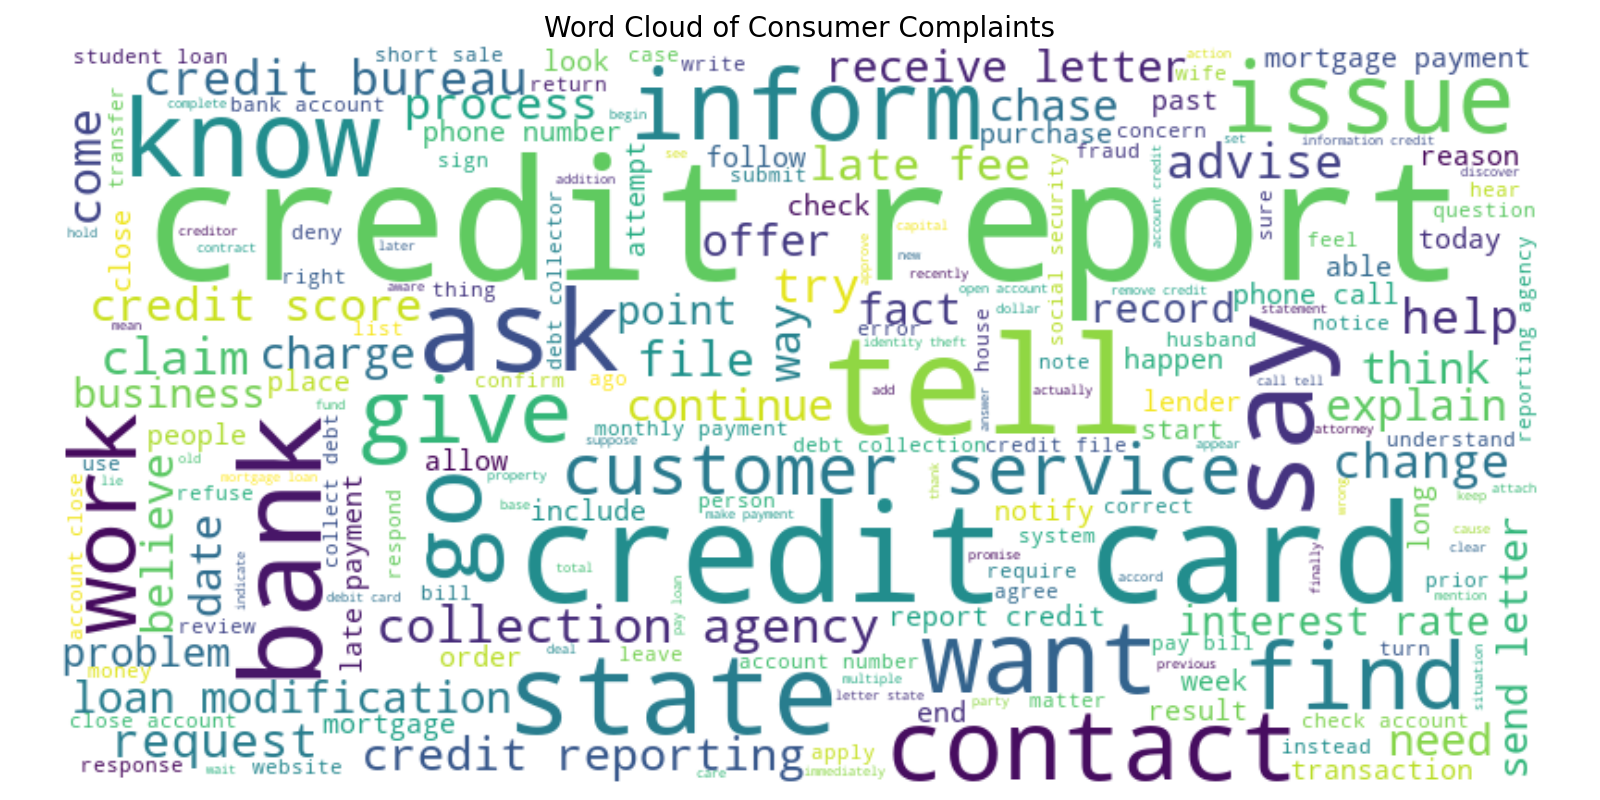 Word Cloud of Consumer Complaints
student loan
short sale
look
case
write
receive letter
action
wife
mortgage payment
credit bureau
return
inform
issue
come
transfer
complete
bank account
process
begin
chase
past
know
phone number
purchase
concern
set
information credit
sign
attempt
see
follow
submit
late fee
social security
fraud
account credit
advise
reason
discover
hear
question
credit report
addition
check
sure
hold
close
creditor
contract
deny
later
debt collector
offer
approve
capital
new
feel
today
right
aware
thing
try
recently
open account
able
remove credit
phone call
reporting agency
credit score
mean
list
ask
point
way
fact
error
dollar
record
statement
notice
help
claim
charge
file
identity theft
house
note
husband
happen
say
think
business
place
confirm
ago
add
actually
call tell
fund
give
continue
tell
answer
lender
explain
work
people
bank
collect debt
monthly payment
suppose
debt collection
credit file
start
appear
attorney
understand
use
old
lie
believe
mortgage loan
allow
property
customer service
thank
change
refuse
late payment
go
base
include
person
make payment
notify
correct
wrong
long
keep
attach
account close
date
respond
credit card
system
cause
clear
send letter
indicate
total
promise
require
accord
finally
prior
mention
debit card
bill
agree
review
collection agency
pay loan
report credit
interest rate
problem
money
order
deal
leave
account number
multiple
want
pay bill
previous
week
find
turn
situation
loan modification
state
letter state
party
matter
result
close account
mortgage
end
contact
check account
request
credit reporting
apply
instead
need
response
wait
website
care
immediately
transaction